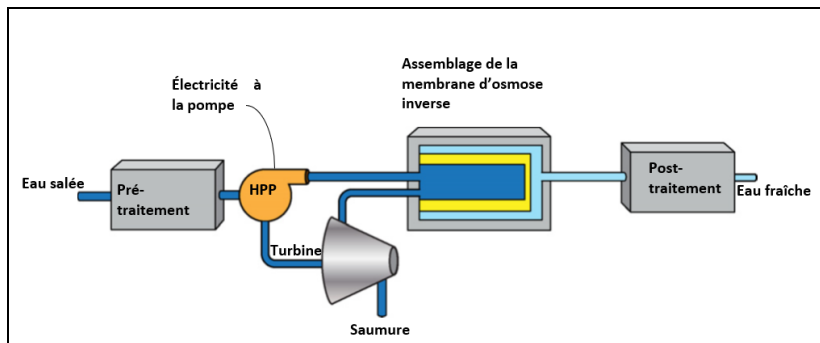 Électricité à
la pompe
Assemblage de la
membrane d'osmose
inverse
Eau salée
Pré-
traitement
HPP
Turbine
Saumure
Post-
traitement
Eau fraîche